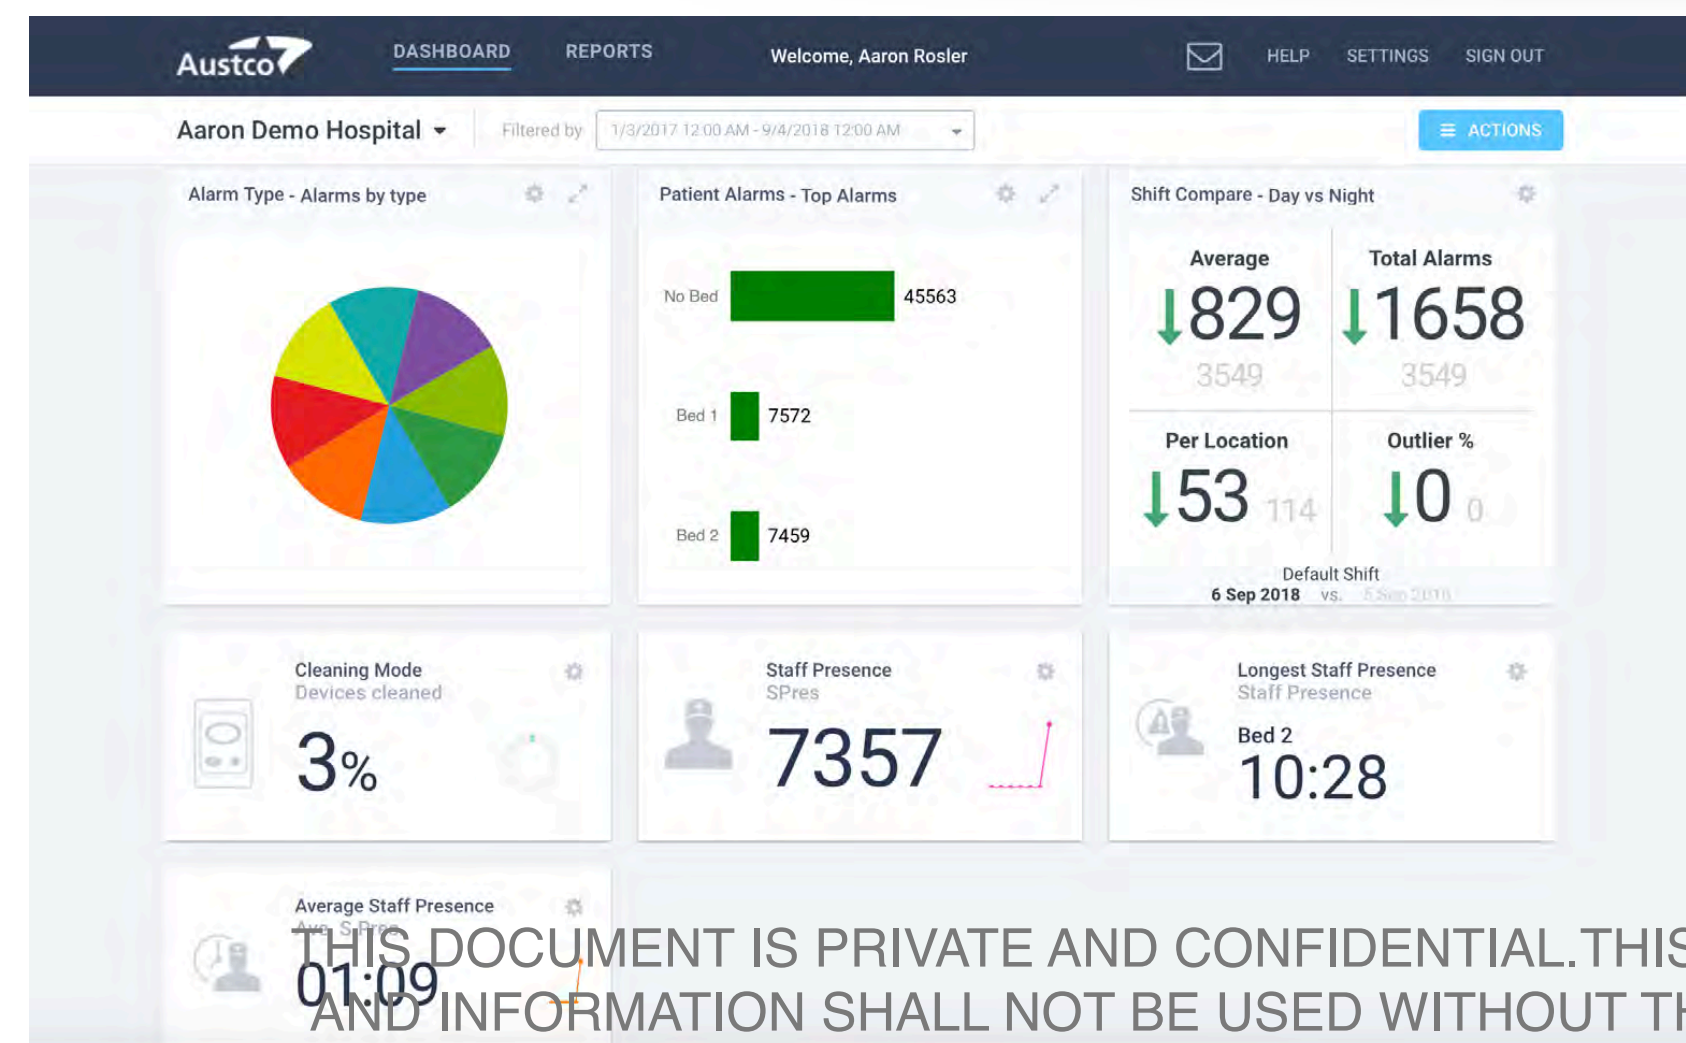 Austco
DASHBOARD REPORTS Welcome, Aaron Rosler HELP SETTINGS SIGN OUT
Aaron Demo Hospital Filtered by 1/3/2017 12:00 AM - 9/4/2018 12:00 AM ACTIONS
Alarm Type - Alarms by type
Patient Alarms - Top Alarms
No Bed 45563
Bed 1 7572
Bed 2 7459
Shift Compare - Day vs Night
Average Total Alarms
829 1658
3549 3549
Per Location Outlier %
53 114 0 0
Default Shift
6 Sep 2018 vs. 5 Sep 2018
Cleaning Mode
Devices cleaned
3%
Staff Presence
SPres
7357
Longest Staff Presence
Staff Presence
Bed 2
10:28
Average Staff Presence
Ave. S.Pres
01:09
THIS DOCUMENT IS PRIVATE AND CONFIDENTIAL.THIS
AND INFORMATION SHALL NOT BE USED WITHOUT TH